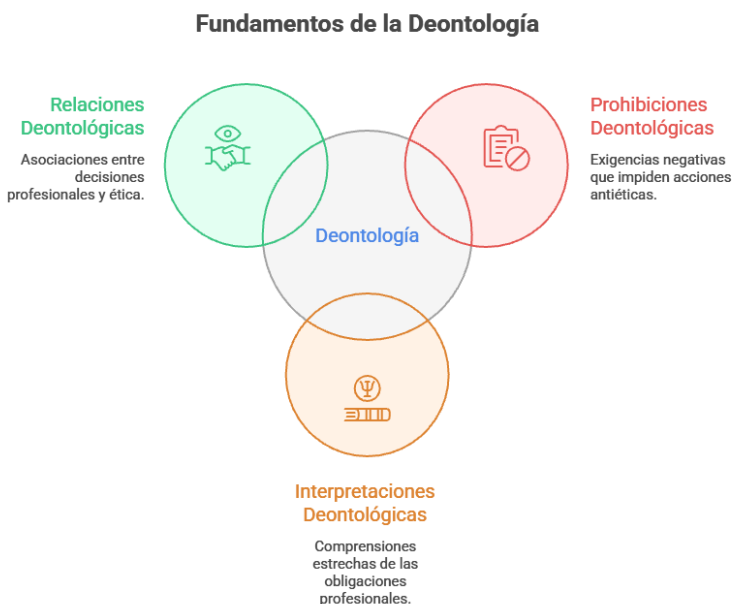 Fundamentos de la Deontología
Relaciones
Deontológicas
Asociaciones entre
decisiones
profesionales y ética.
Prohibiciones
Deontológicas
Exigencias negativas
que impiden acciones
antiéticas.
Deontología
Interpretaciones
Deontológicas
Comprensiones
estrechas de las
obligaciones
profesionales.